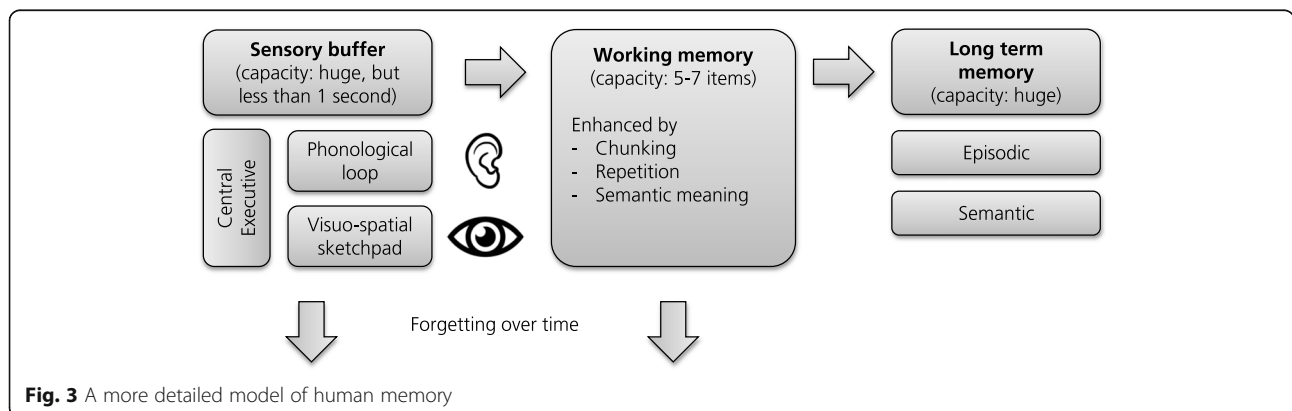 Sensory buffer
(capacity: huge, but
less than 1 second)
Central
Executive
Phonological
loop
Visuo-spatial
sketchpad
Working memory
(capacity: 5-7 items)
Enhanced by
- Chunking
- Repetition
- Semantic meaning
Long term
memory
(capacity: huge)
Episodic
Semantic
Forgetting over time
Fig. 3 A more detailed model of human memory